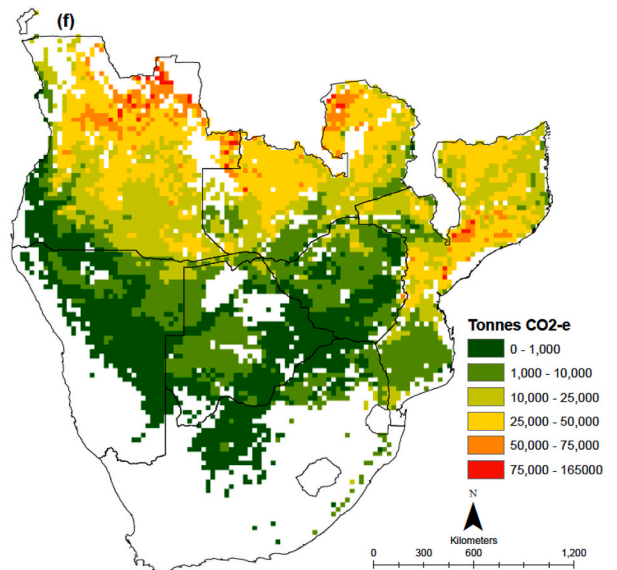 (f)
Tonnes CO2-e
0 - 1,000
1,000 - 10,000
10,000 - 25,000
25,000 - 50,000
50,000 - 75,000
75,000 - 165000
N
Kilometers
0 300 600 1,200